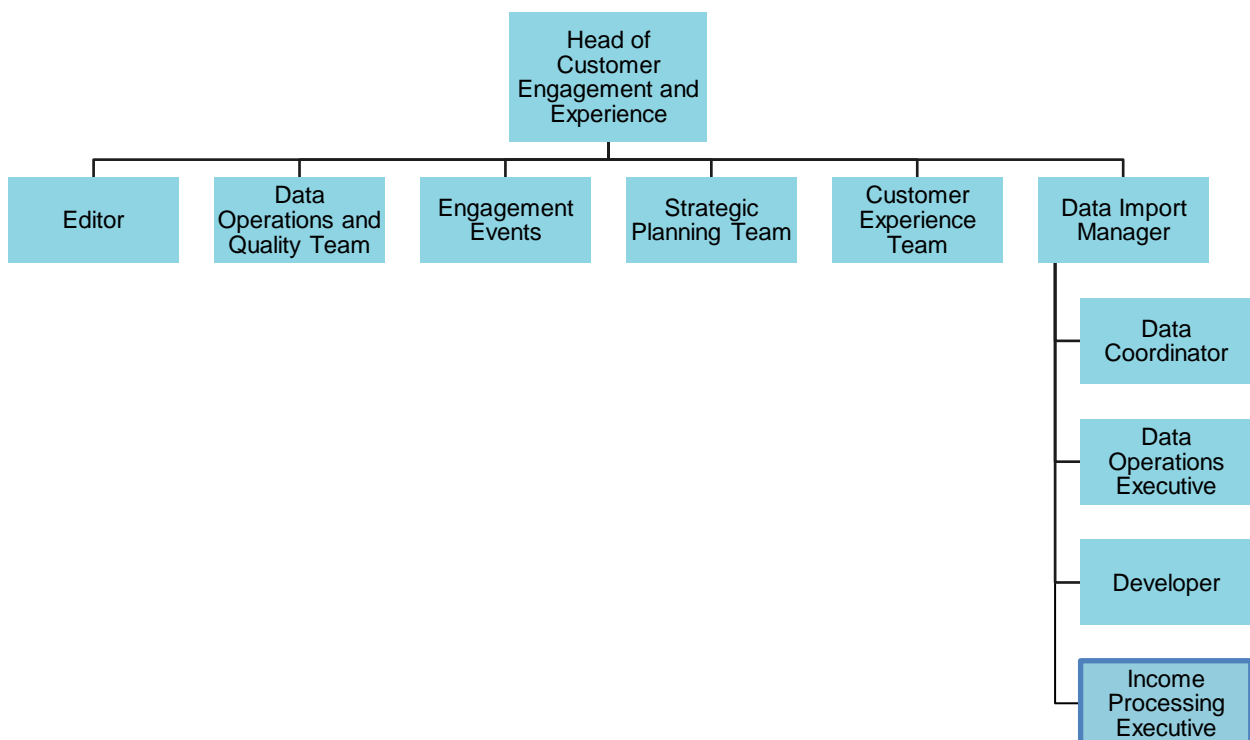 Head of
Customer
Engagement and
Experience
Editor
Data
Operations and
Quality Team
Engagement
Events
Strategic
Planning Team
Customer
Experience
Team
Data Import
Manager
Data
Coordinator
Data
Operations
Executive
Developer
Income
Processing
Executive